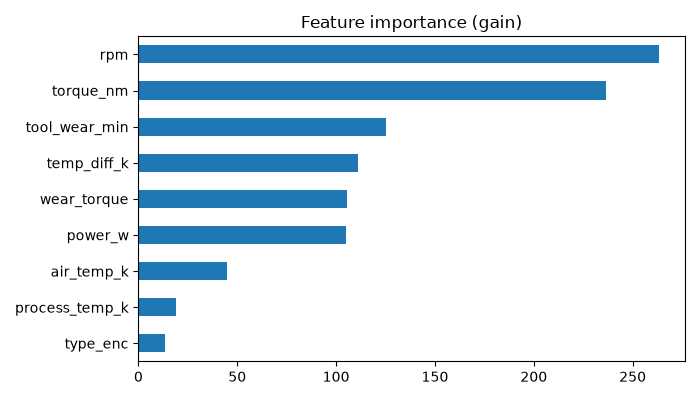 Feature importance (gain)
rpm
torque_nm
tool_wear_min
temp_diff_k
wear_torque
power_w
air_temp_k
process_temp_k
type_enc
0 50 100 150 200 250